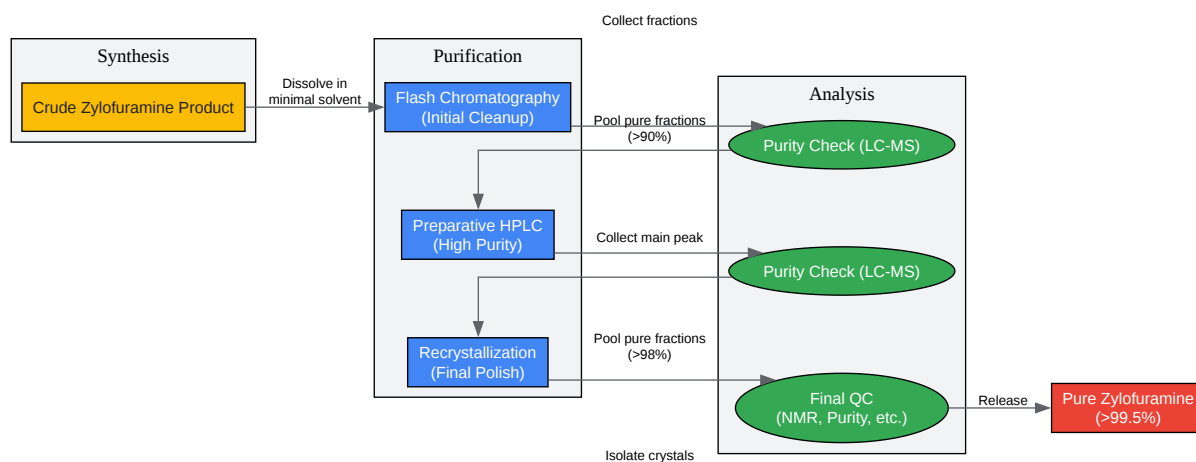 Collect fractions
Synthesis
Purification
Analysis
Crude Zylofuramine Product
Dissolve in
minimal solvent
Flash Chromatography
(Initial Cleanup)
Pool pure fractions
(>90%)
Purity Check (LC-MS)
Preparative HPLC
(High Purity)
Collect main peak
Purity Check (LC-MS)
Recrystallization
(Final Polish)
Pool pure fractions
(>98%)
Final QC
(NMR, Purity, etc.)
Release
Pure Zylofuramine
(>99.5%)
Isolate crystals